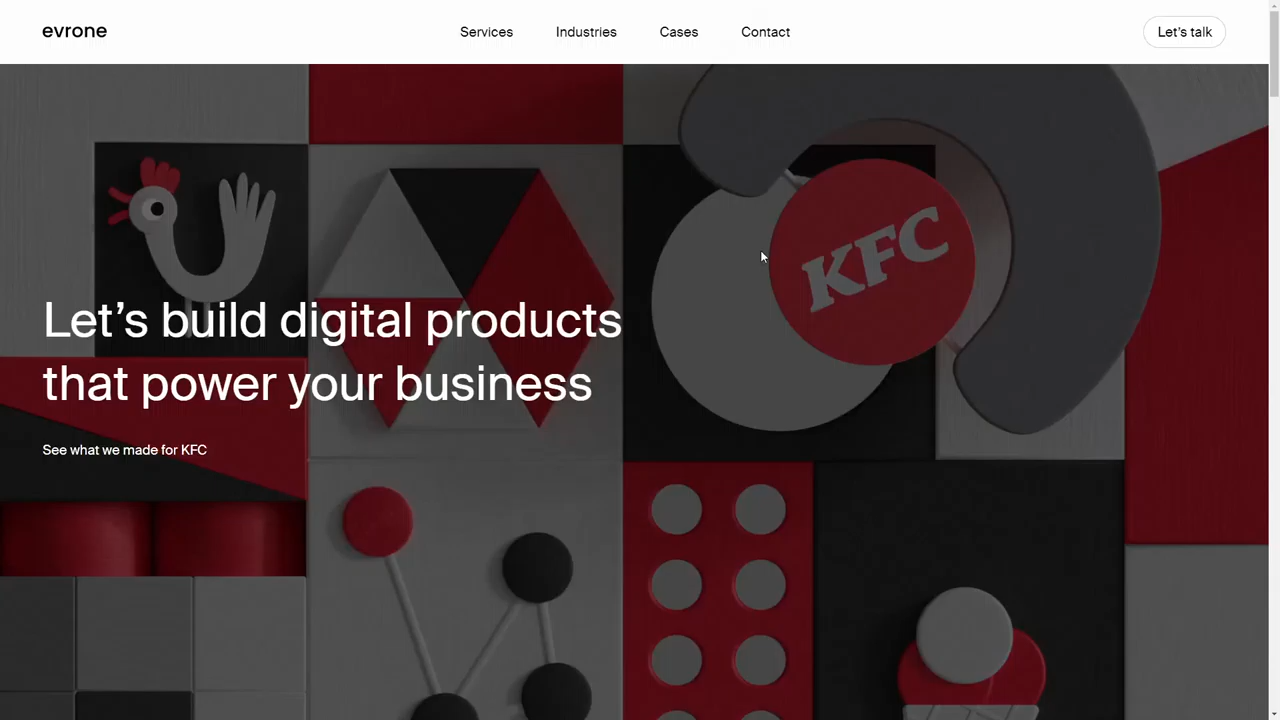 evrone
Services
Industries
Cases
Contact
Let's talk
KFC
Let’s build digital products
that power your business
See what we made for KFC